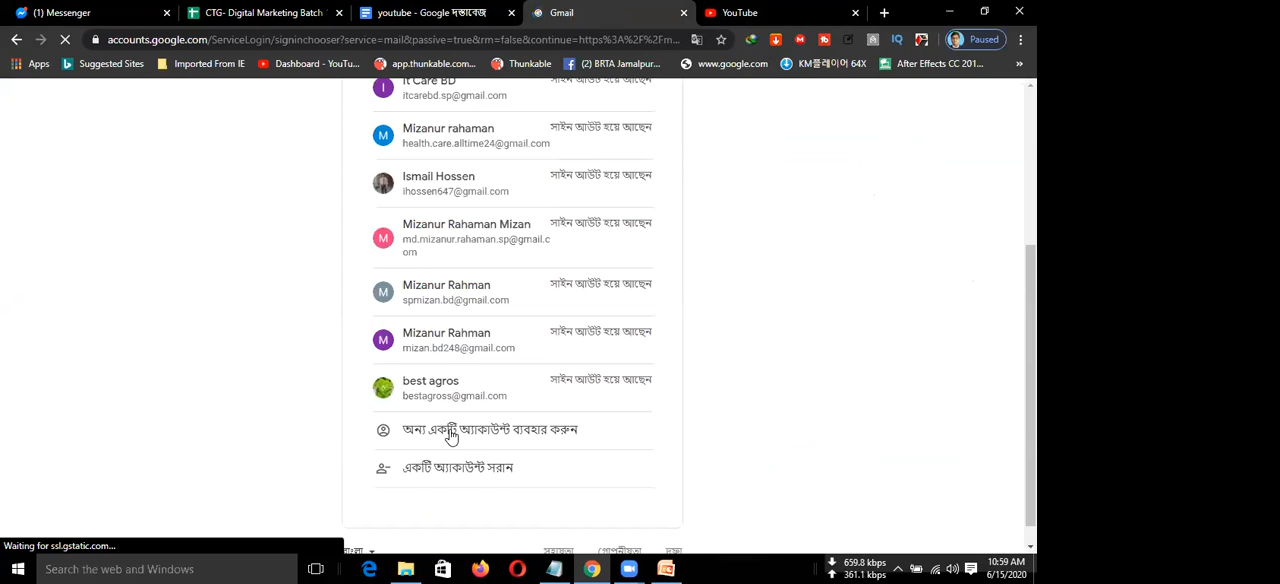 (1) Messenger
CTG- Digital Marketing Batch
youtube - Google দস্তাবেজ
Gmail
YouTube
accounts.google.com/ServiceLogin/signinchooser?service=mail&passive=true&rm=false&continue=https%3A%2F%2Fm...
Paused
Apps
Suggested Sites
Imported From IE
Dashboard - YouTu...
app.thunkable.com...
Thunkable
(2) BRTA Jamalpur...
www.google.com
KM플레이어 64X
After Effects CC 201...
»
It Care BD
itcarebd.sp@gmail.com
Mizanur rahaman
সাইন আউট হয়ে আছেন
health.care.alltime24@gmail.com
Ismail Hossen
সাইন আউট হয়ে আছেন
ihossen647@gmail.com
Mizanur Rahaman Mizan
সাইন আউট হয়ে আছেন
md.mizanur.rahaman.sp@gmail.c
om
Mizanur Rahman
সাইন আউট হয়ে আছেন
spmizan.bd@gmail.com
Mizanur Rahman
সাইন আউট হয়ে আছেন
mizan.bd248@gmail.com
best agros
সাইন আউট হয়ে আছেন
bestagross@gmail.com
অন্য একটি অ্যাকাউন্ট ব্যবহার করুন
একটি অ্যাকাউন্ট সরান
Waiting for ssl.gstatic.com...
বাংলা
সহায়তা
গোপনীয়তা
Search the web and Windows
659.8 kbps
361.1 kbps
10:59 AM
6/15/2020